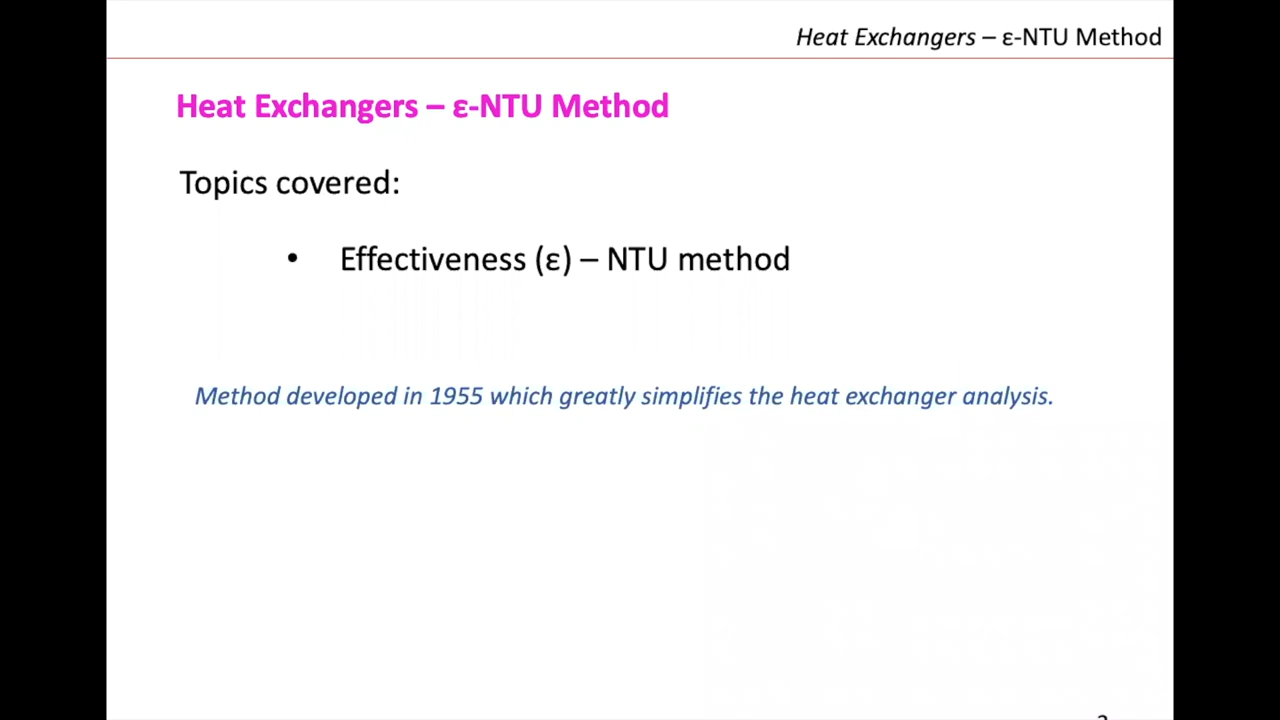 Heat Exchangers – ε-NTU Method
Heat Exchangers – ε-NTU Method
Topics covered:
• Effectiveness (ε) – NTU method
Method developed in 1955 which greatly simplifies the heat exchanger analysis.